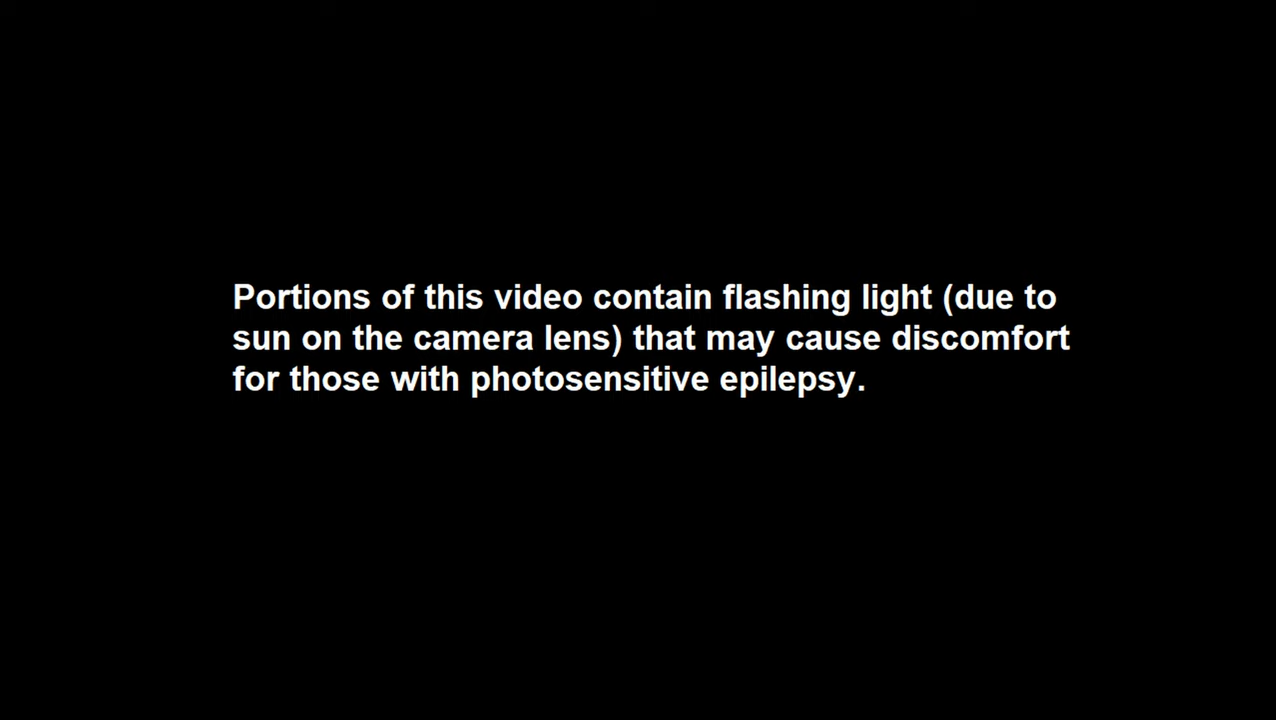 Portions of this video contain flashing light (due to
sun on the camera lens) that may cause discomfort
for those with photosensitive epilepsy.